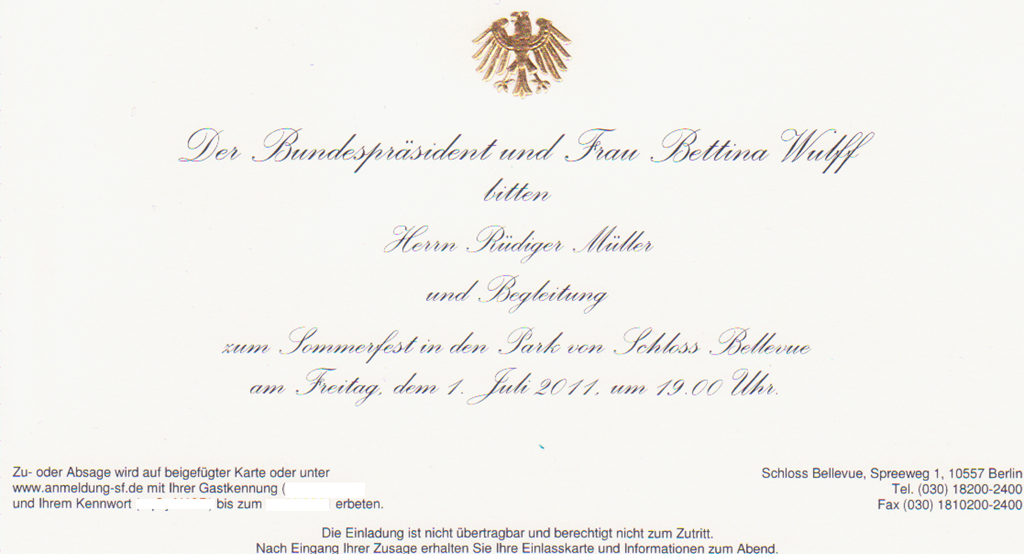 Der Bundespräsident und Frau Bettina Wulff
bitten
Herrn Rüdiger Müller
und Begleitung
zum Sommerfest in den Park von Schloss Bellevue
am Freitag, dem 1. Juli 2011, um 19.00 Uhr.
Zu- oder Absage wird auf beigefügter Karte oder unter
www.anmeldung-sf.de mit Ihrer Gastkennung (
und Ihrem Kennwort ( ) bis zum erbeten.
Schloss Bellevue, Spreeweg 1, 10557 Berlin
Tel. (030) 18200-2400
Fax (030) 1810200-2400
Die Einladung ist nicht übertragbar und berechtigt nicht zum Zutritt.
Nach Eingang Ihrer Zusage erhalten Sie Ihre Einlasskarte und Informationen zum Abend.